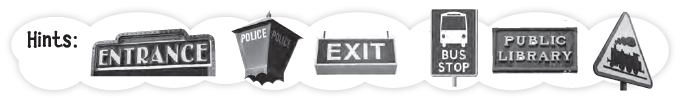 Hints:
ENTRANCE
POLICE POLICE
EXIT
BUS
STOP
PUBLIC
LIBRARY